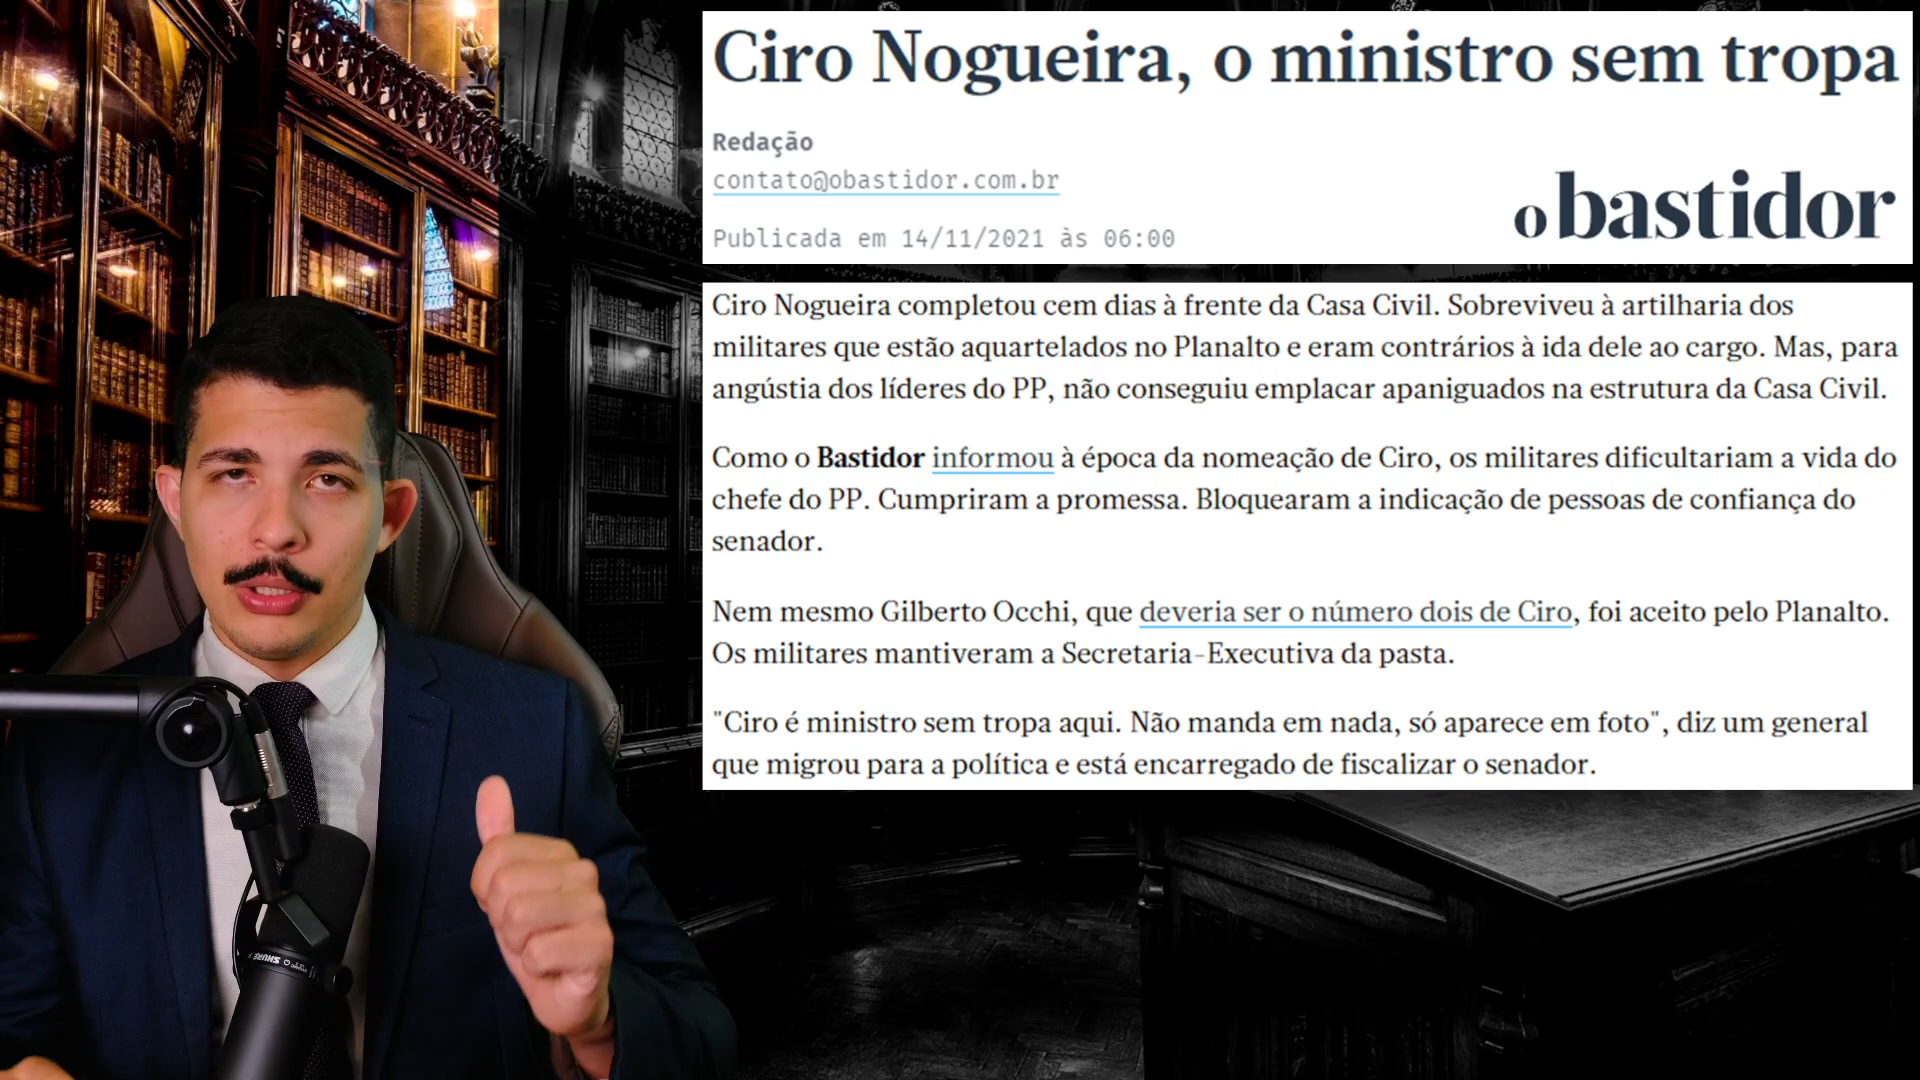 Ciro Nogueira, o ministro sem tropa
Redação
contato@obastidor.com.br
Publicada em 14/11/2021 às 06:00
o bastidor
Ciro Nogueira completou cem dias à frente da Casa Civil. Sobreviveu à artilharia dos
militares que estão aquartelados no Planalto e eram contrários à ida dele ao cargo. Mas, para
angústia dos líderes do PP, não conseguiu emplacar apaniguados na estrutura da Casa Civil.
Como o Bastidor informou à época da nomeação de Ciro, os militares dificultariam a vida do
chefe do PP. Cumpriram a promessa. Bloquearam a indicação de pessoas de confiança do
senador.
Nem mesmo Gilberto Occhi, que deveria ser o número dois de Ciro, foi aceito pelo Planalto.
Os militares mantiveram a Secretaria-Executiva da pasta.
"Ciro é ministro sem tropa aqui. Não manda em nada, só aparece em foto", diz um general
que migrou para a política e está encarregado de fiscalizar o senador.
SHURE